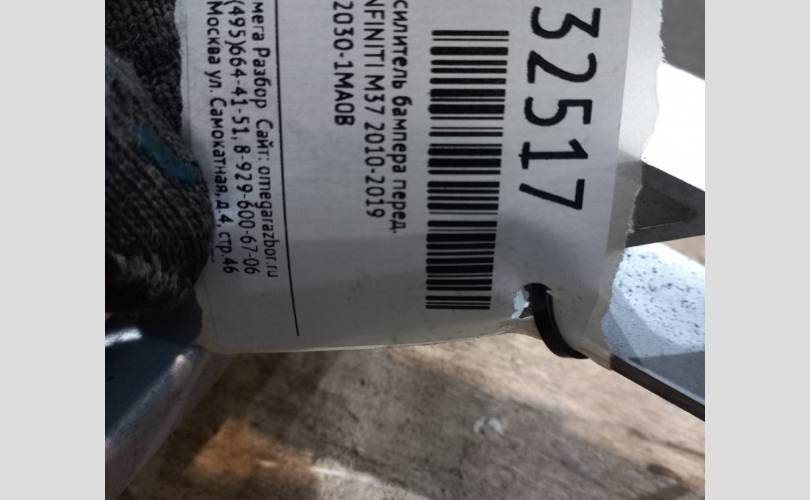 32517
силитель бампера перед.
NFINITI M37 2010-2019
2030-1MA0B
мега Разбор Сайт: omegarazbor.ru
(495)664-41-51, 8-929-600-67-06
Москва ул. Самокатная, д.4, стр.46